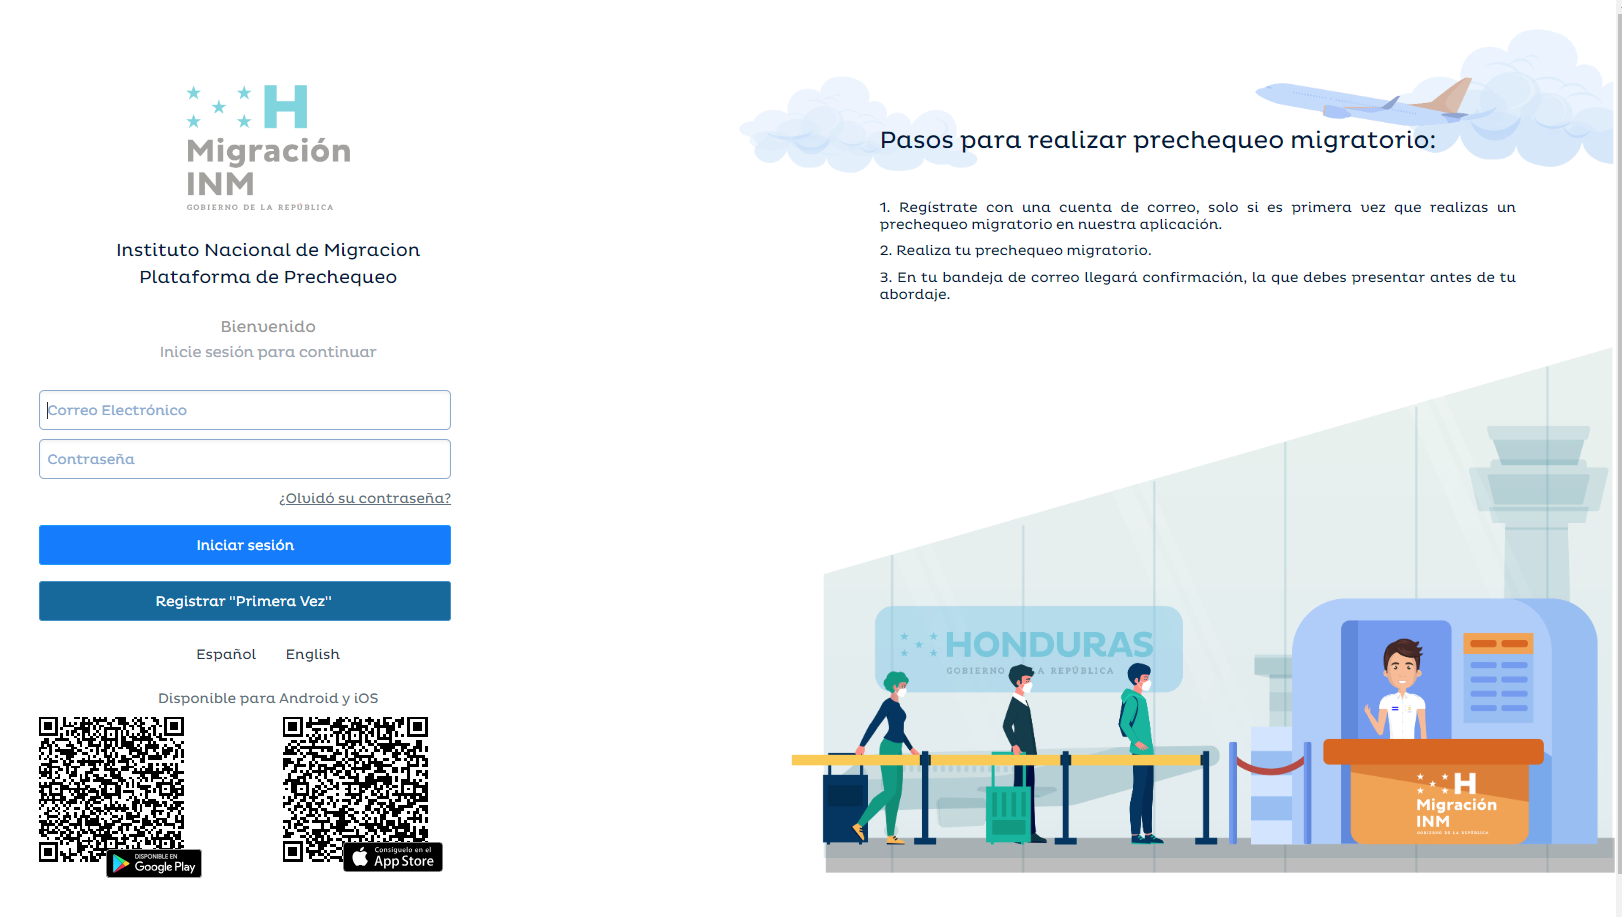 H
Migración
INM
GOBIERNO DE LA REPÚBLICA
Instituto Nacional de Migracion
Plataforma de Prechequeo
Bienvenido
Inicie sesión para continuar
Correo Electrónico
Contraseña
¿Olvidó su contraseña?
Iniciar sesión
Registrar "Primera Vez"
Español English
Disponible para Android y iOS
DISPONIBLE EN
Google Play
Consíguelo en el
App Store
Pasos para realizar prechequeo migratorio:
1. Regístrate con una cuenta de correo, solo si es primera vez que realizas un
prechequeo migratorio en nuestra aplicación.
2. Realiza tu prechequeo migratorio.
3. En tu bandeja de correo llegará confirmación, la que debes presentar antes de tu
abordaje.
HONDURAS
GOBIERNO LA REPÚBLICA
H
Migración
INM
GOBIERNO DE LA REPÚBLICA